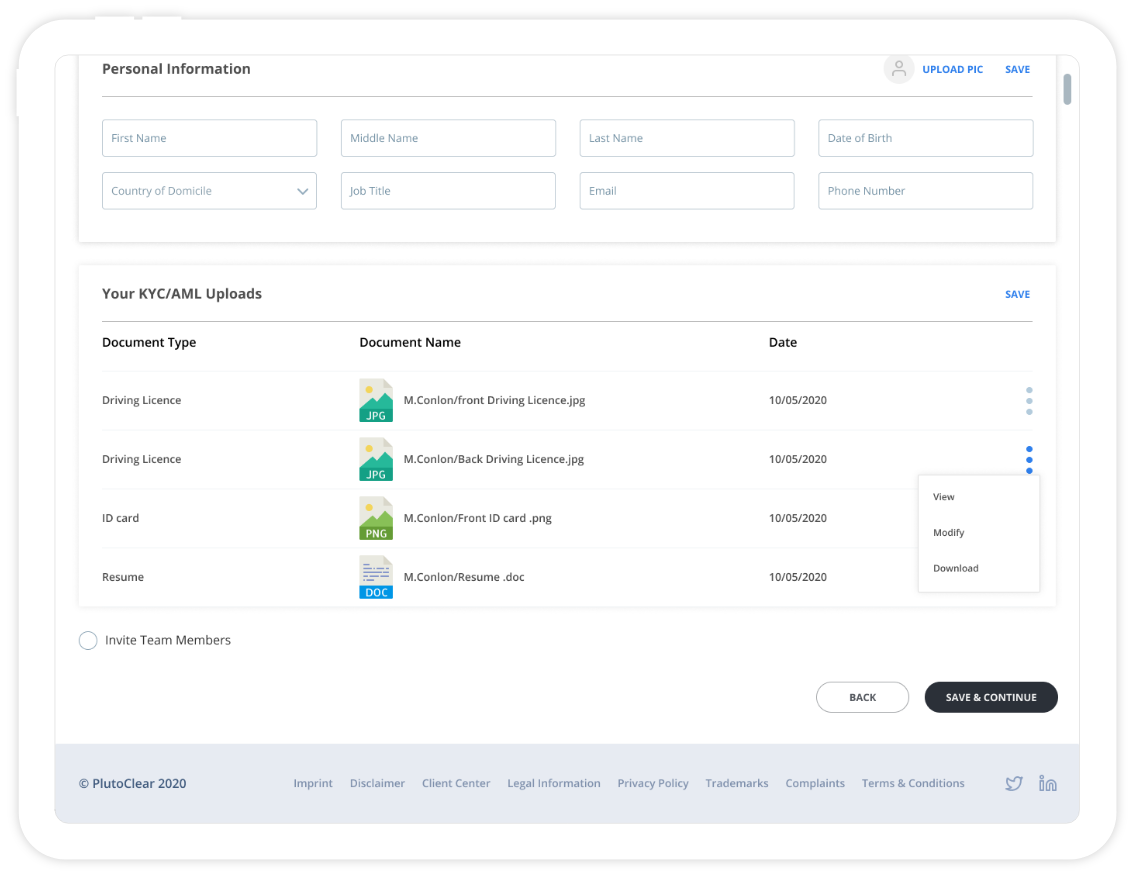 Personal Information
UPLOAD PIC
SAVE
First Name
Middle Name
Last Name
Date of Birth
Country of Domicile
Job Title
Email
Phone Number
Your KYC/AML Uploads
SAVE
Document Type
Document Name
Date
Driving Licence
JPG
M.Conlon/front Driving Licence.jpg
10/05/2020
Driving Licence
JPG
M.Conlon/Back Driving Licence.jpg
10/05/2020
View
Modify
Download
ID card
PNG
M.Conlon/Front ID card .png
10/05/2020
Resume
DOC
M.Conlon/Resume .doc
10/05/2020
Invite Team Members
BACK
SAVE & CONTINUE
© PlutoClear 2020
Imprint
Disclaimer
Client Center
Legal Information
Privacy Policy
Trademarks
Complaints
Terms & Conditions
in